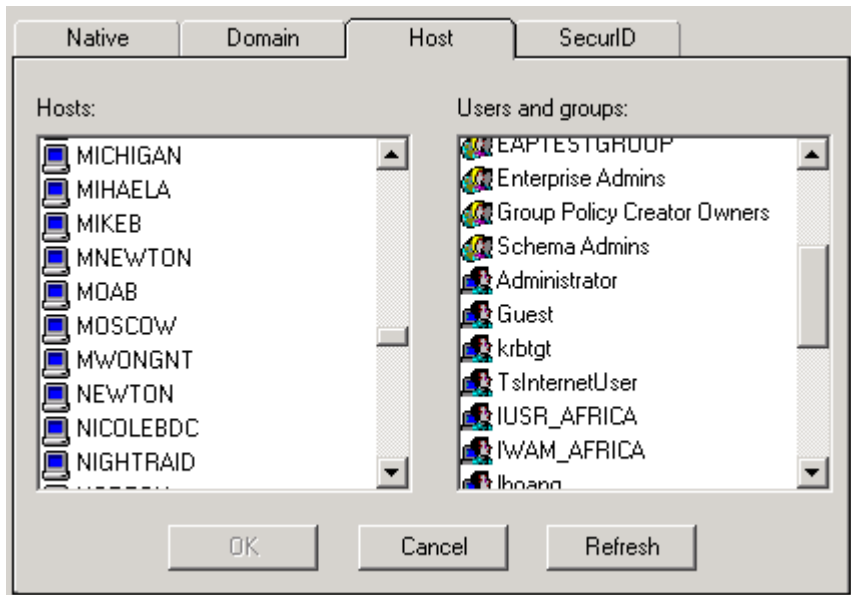 Native
Domain
Host
SecurID
Hosts:
MICHIGAN
MIHAELA
MIKEB
MNEWTON
MOAB
MOSCOW
MWONGNT
NEWTON
NICOLEBDC
NIGHTRAID
Users and groups:
EAPTESTGROUP
Enterprise Admins
Group Policy Creator Owners
Schema Admins
Administrator
Guest
krbtgt
TsInternetUser
IUSR_AFRICA
IWAM_AFRICA
lhoang
OK
Cancel
Refresh